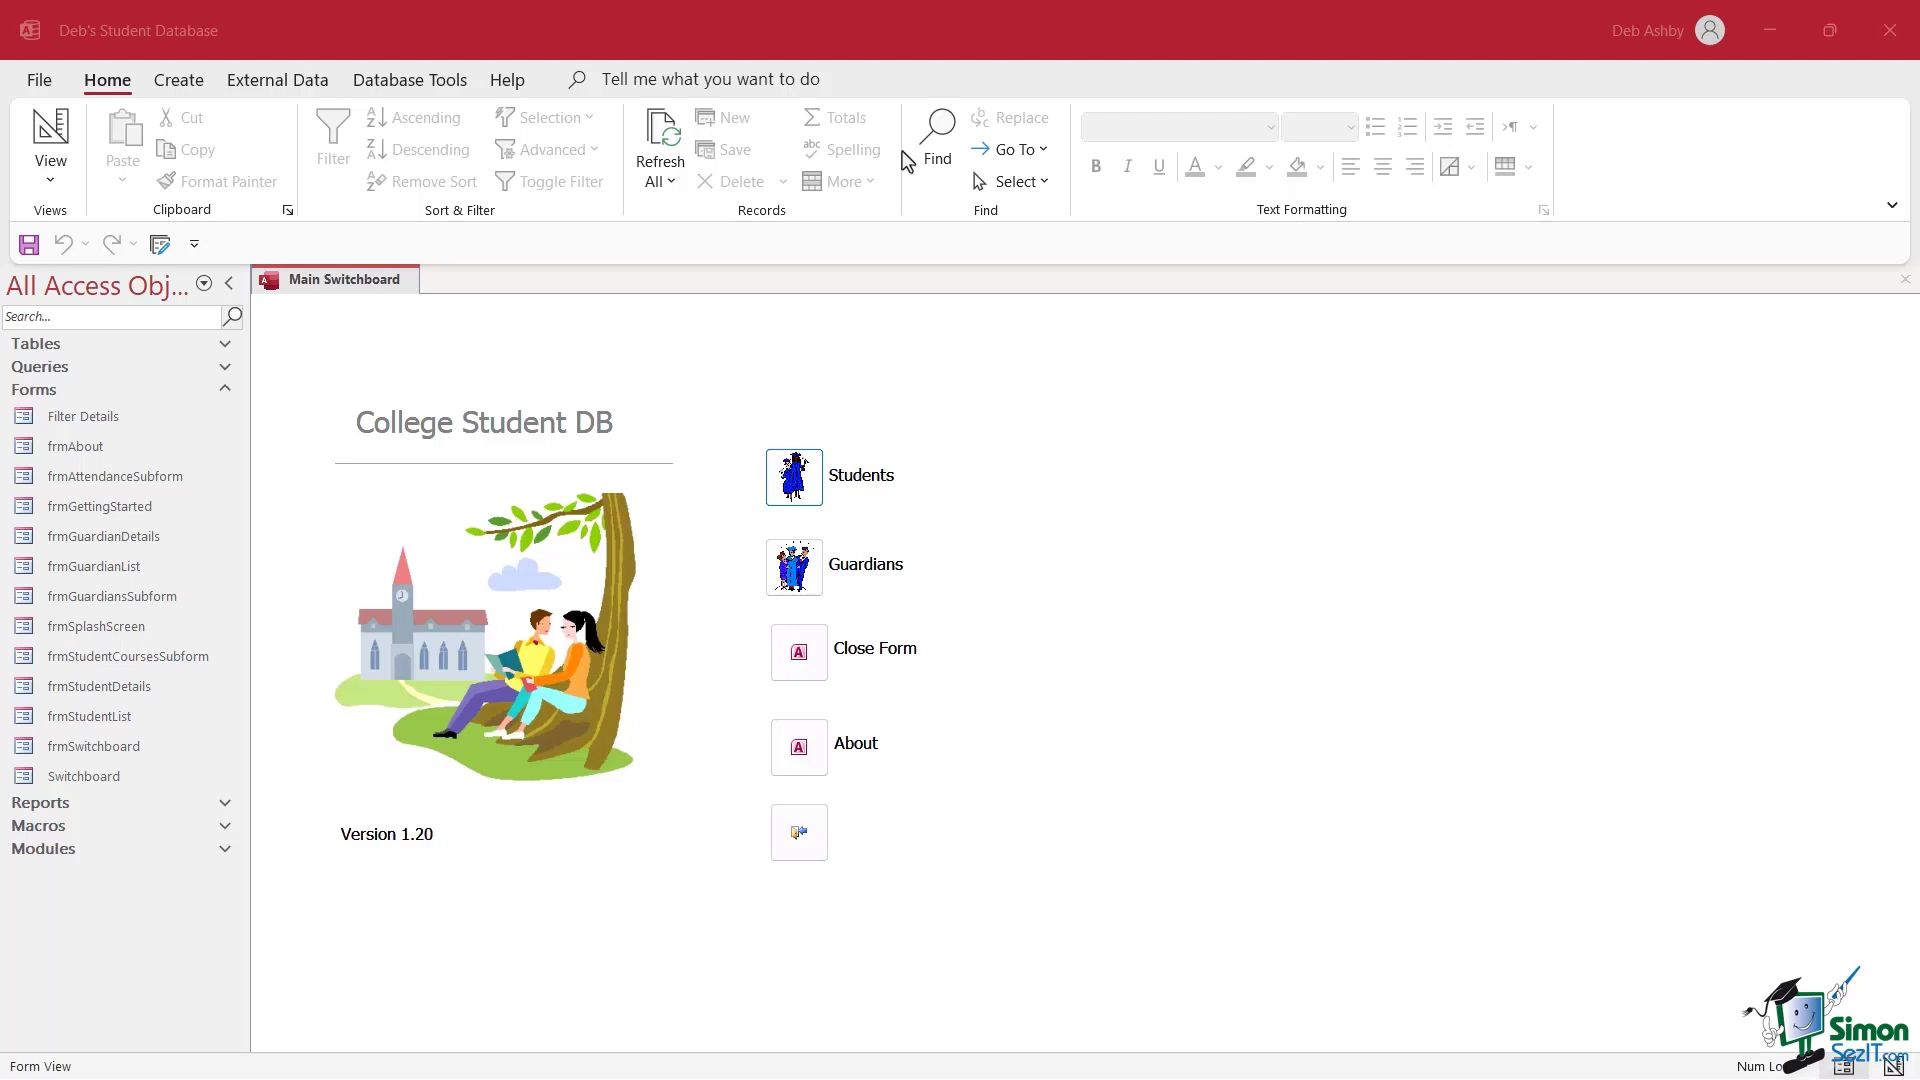 Deb's Student Database
Deb Ashby
File Home Create External Data Database Tools Help Tell me what you want to do
View
Views
Paste
Cut
Copy
Format Painter
Clipboard
Filter
Ascending
Descending
Remove Sort
Selection
Advanced
Toggle Filter
Sort & Filter
Refresh
All
New
Save
Delete
Totals
Spelling
More
Records
Find
Replace
Go To
Select
Find
B I U A
Text Formatting
All Access Obj...
Search...
Tables
Queries
Forms
Filter Details
frmAbout
frmAttendanceSubform
frmGettingStarted
frmGuardianDetails
frmGuardianList
frmGuardiansSubform
frmSplashScreen
frmStudentCoursesSubform
frmStudentDetails
frmStudentList
frmSwitchboard
Switchboard
Reports
Macros
Modules
Main Switchboard
College Student DB
Students
Guardians
Close Form
About
Version 1.20
Simon
SezIT.com
Form View
Num Lo